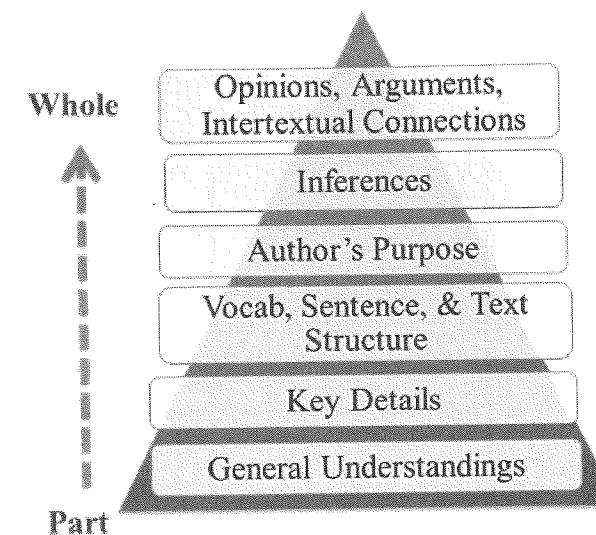 Opinions, Arguments,
Intertextual Connections
Whole
Inferences
Author's Purpose
Vocab, Sentence, & Text
Structure
Key Details
General Understandings
Part